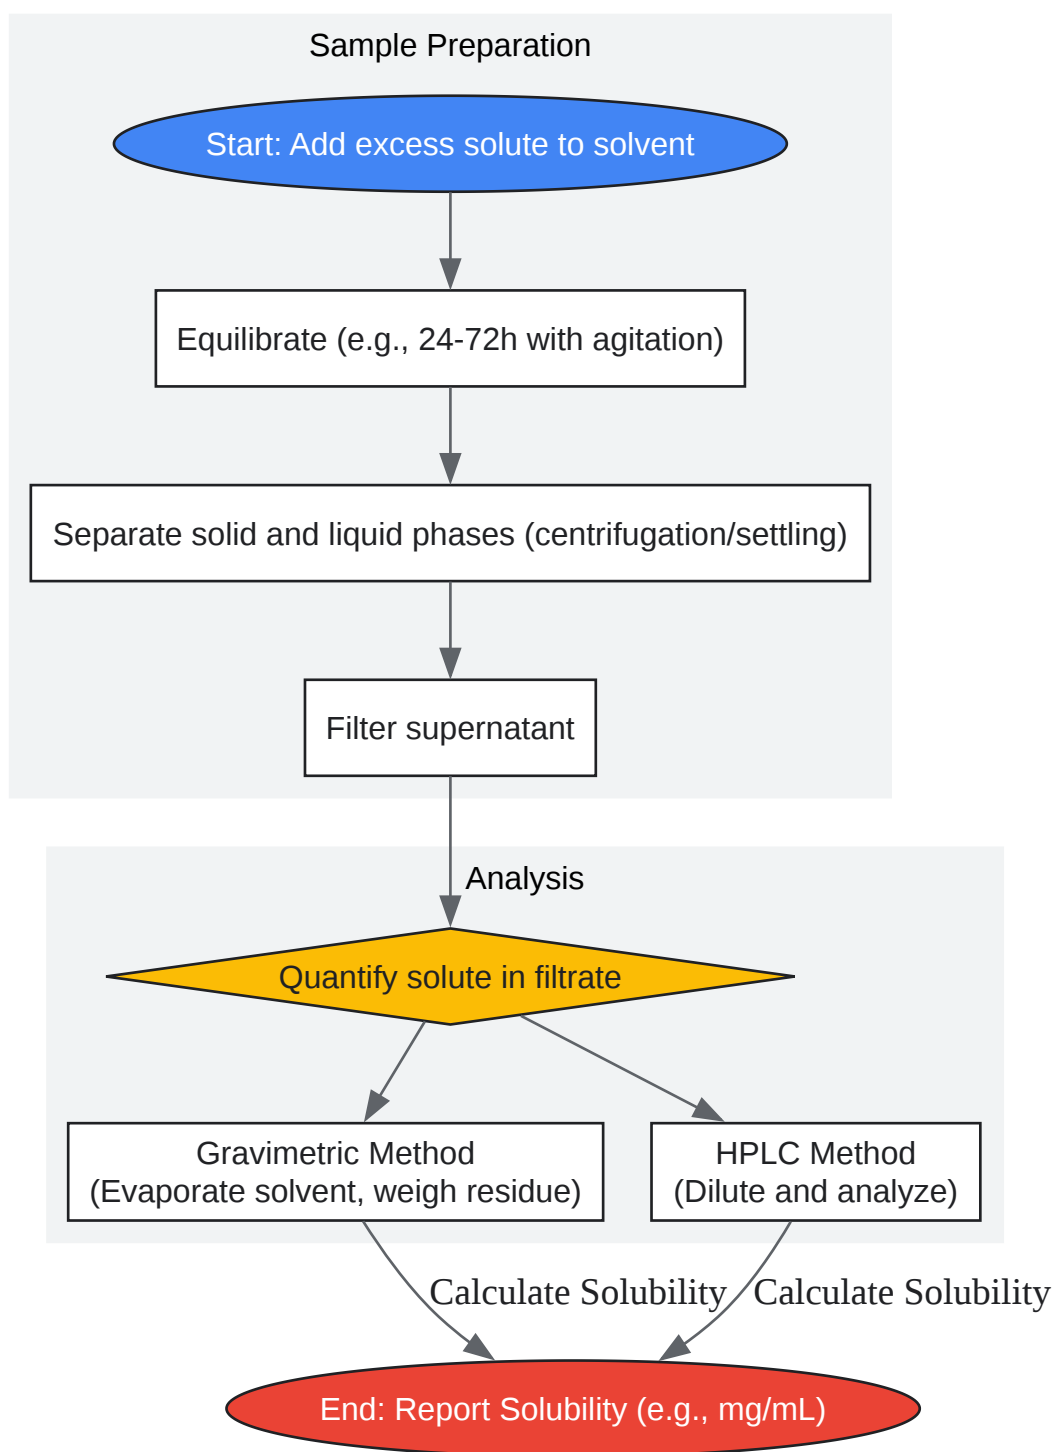 Sample Preparation
Start: Add excess solute to solvent
Equilibrate (e.g., 24-72h with agitation)
Separate solid and liquid phases (centrifugation/settling)
Filter supernatant
Analysis
Quantify solute in filtrate
Gravimetric Method
(Evaporate solvent, weigh residue)
HPLC Method
(Dilute and analyze)
Calculate Solubility
Calculate Solubility
End: Report Solubility (e.g., mg/mL)